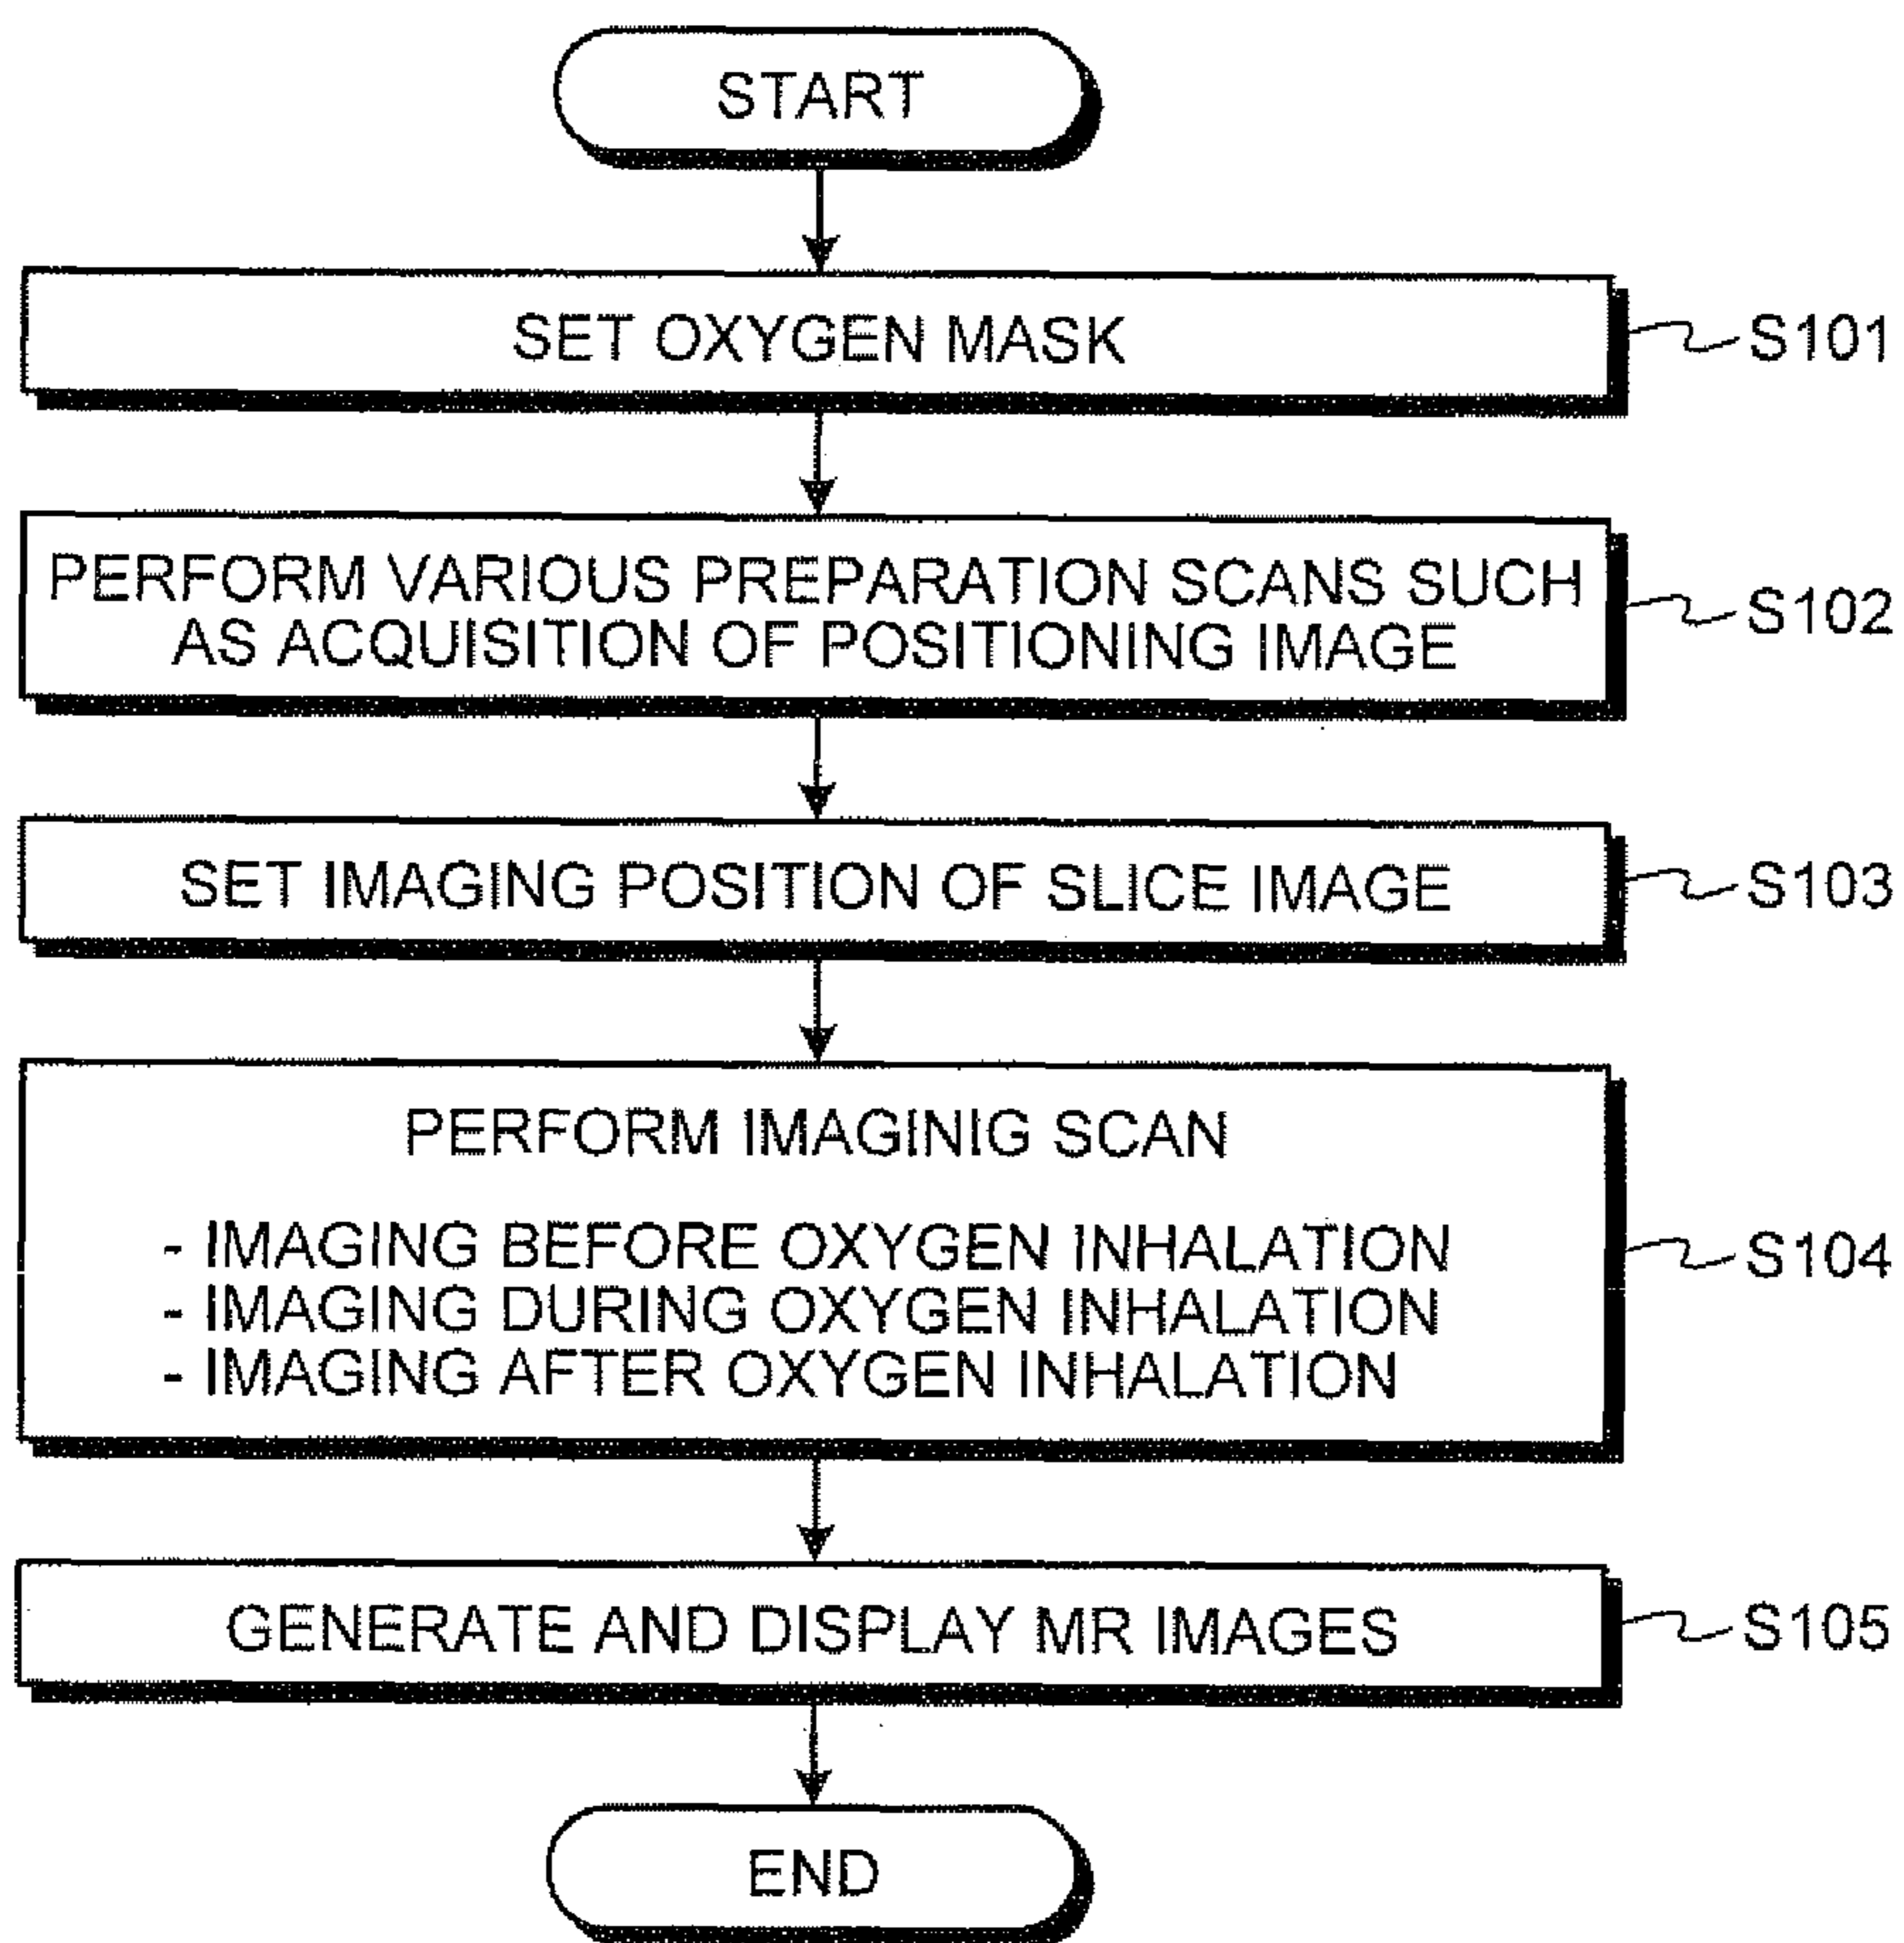 START
SET OXYGEN MASK
S101
PERFORM VARIOUS PREPARATION SCANS SUCH
AS ACQUISITION OF POSITIONING IMAGE
S102
SET IMAGING POSITION OF SLICE IMAGE
S103
PERFORM IMAGINIG SCAN
- IMAGING BEFORE OXYGEN INHALATION
- IMAGING DURING OXYGEN INHALATION
- IMAGING AFTER OXYGEN INHALATION
S104
GENERATE AND DISPLAY MR IMAGES
S105
END